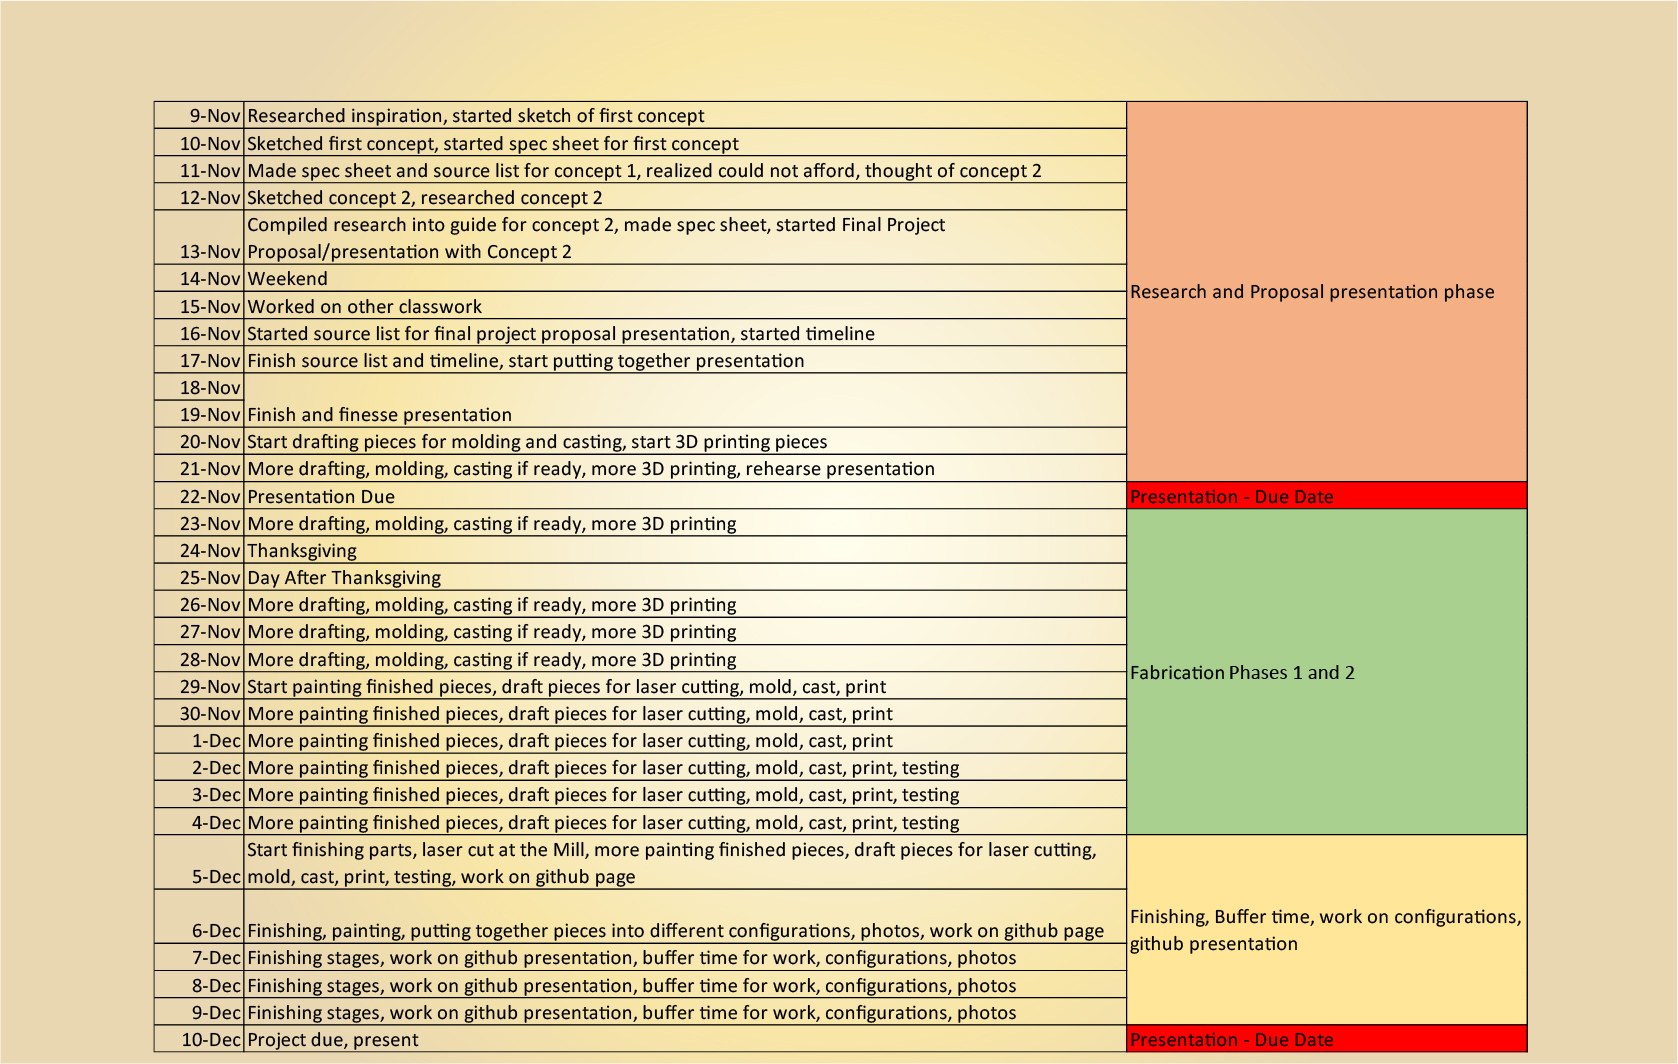 9-Nov Researched inspiration, started sketch of first concept
10-Nov Sketched first concept, started spec sheet for first concept
11-Nov Made spec sheet and source list for concept 1, realized could not afford, thought of concept 2
12-Nov Sketched concept 2, researched concept 2
Compiled research into guide for concept 2, made spec sheet, started Final Project
13-Nov Proposal/presentation with Concept 2
14-Nov Weekend
15-Nov Worked on other classwork
16-Nov Started source list for final project proposal presentation, started timeline
17-Nov Finish source list and timeline, start putting together presentation
18-Nov
19-Nov Finish and finesse presentation
20-Nov Start drafting pieces for molding and casting, start 3D printing pieces
21-Nov More drafting, molding, casting if ready, more 3D printing, rehearse presentation
Research and Proposal presentation phase
22-Nov Presentation Due Presentation - Due Date
23-Nov More drafting, molding, casting if ready, more 3D printing
24-Nov Thanksgiving
25-Nov Day After Thanksgiving
26-Nov More drafting, molding, casting if ready, more 3D printing
27-Nov More drafting, molding, casting if ready, more 3D printing
28-Nov More drafting, molding, casting if ready, more 3D printing
29-Nov Start painting finished pieces, draft pieces for laser cutting, mold, cast, print
30-Nov More painting finished pieces, draft pieces for laser cutting, mold, cast, print
1-Dec More painting finished pieces, draft pieces for laser cutting, mold, cast, print
2-Dec More painting finished pieces, draft pieces for laser cutting, mold, cast, print, testing
3-Dec More painting finished pieces, draft pieces for laser cutting, mold, cast, print, testing
4-Dec More painting finished pieces, draft pieces for laser cutting, mold, cast, print, testing
Fabrication Phases 1 and 2
Start finishing parts, laser cut at the Mill, more painting finished pieces, draft pieces for laser cutting,
5-Dec mold, cast, print, testing, work on github page
6-Dec Finishing, painting, putting together pieces into different configurations, photos, work on github page
7-Dec Finishing stages, work on github presentation, buffer time for work, configurations, photos
8-Dec Finishing stages, work on github presentation, buffer time for work, configurations, photos
9-Dec Finishing stages, work on github presentation, buffer time for work, configurations, photos
Finishing, Buffer time, work on configurations,
github presentation
10-Dec Project due, present Presentation - Due Date